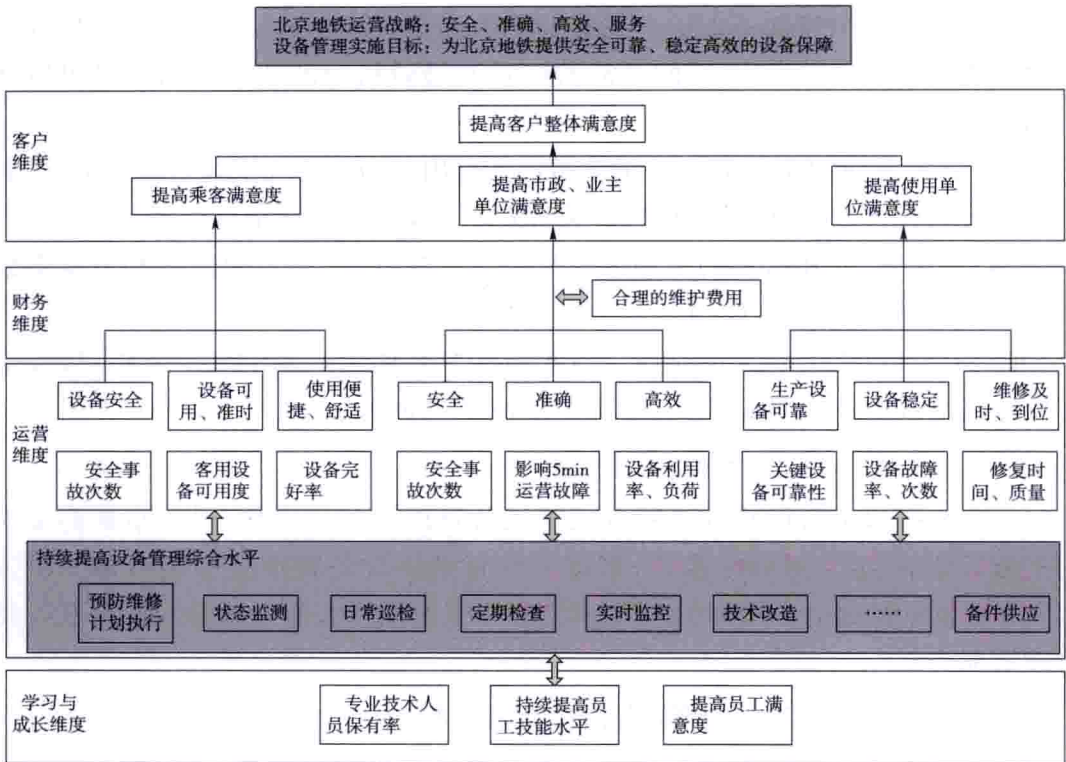 北京地铁运营战略：安全、准确、高效、服务
设备管理实施目标：为北京地铁提供安全可靠、稳定高效的设备保障
客户
维度
提高客户整体满意度
提高乘客满意度
提高市政、业主
单位满意度
提高使用单
位满意度
财务
维度
合理的维护费用
运营
维度
设备安全
设备可
用、准时
使用便
捷、舒适
安全
准确
高效
生产设
备可靠
设备稳定
维修及
时、到位
安全事
故次数
客用设
备可用度
设备完
好率
安全事
故次数
影响5min
运营故障
设备利用
率、负荷
关键设
备可靠性
设备故障
率、次数
修复时
间、质量
持续提高设备管理综合水平
预防维修
计划执行
状态监测
日常巡检
定期检查
实时监控
技术改造
……
备件供应
学习与
成长维度
专业技术人
员保有率
持续提高员
工技能水平
提高员工满
意度